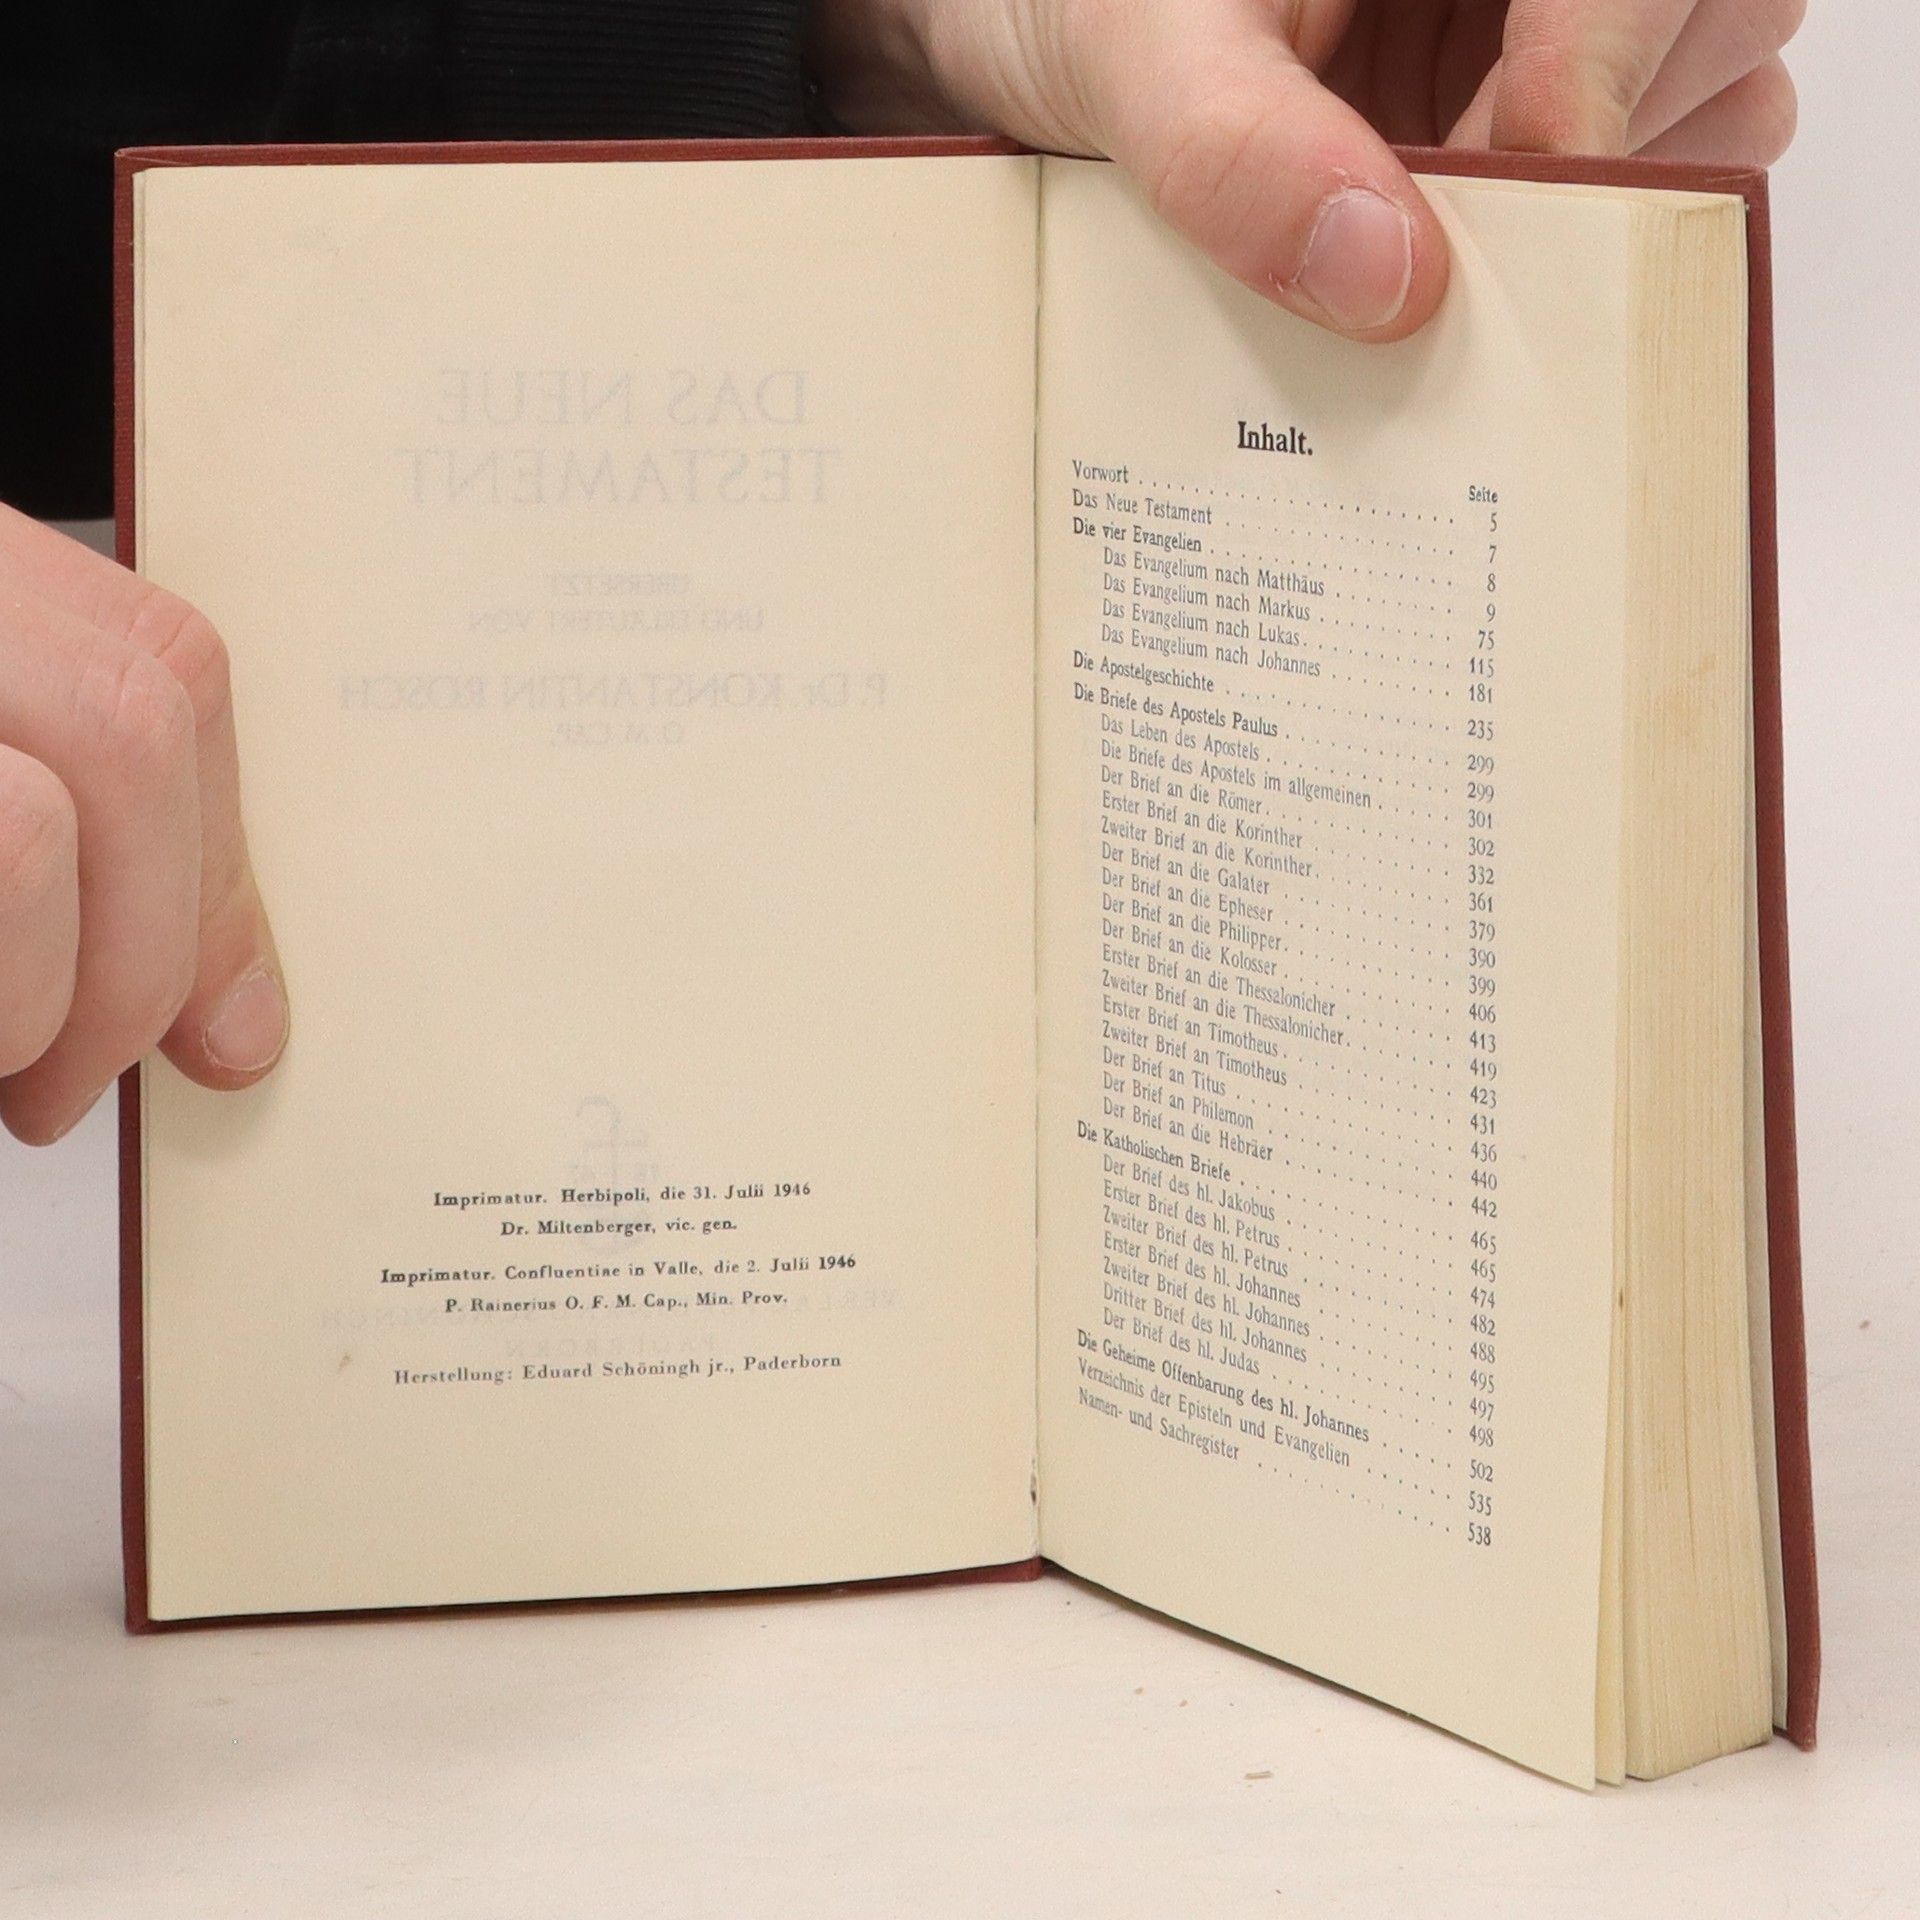 DAS NEUE
TESTAMENT
ÜBERSETZT
UND ERLÄUTERT VON
P. Dr. KONSTANTIN RÖSCH
O. M. CAP.
Imprimatur. Herbipoli, die 31. Julii 1946
Dr. Miltenberger, vic. gen.
Imprimatur. Confluentiae in Valle, die 2. Julii 1946
P. Rainerius O. F. M. Cap., Min. Prov.
Herstellung: Eduard Schöningh jr., Paderborn
Inhalt.
Seite
Vorwort . . . . . . . . . . . . . . . . . . . . 5
Das Neue Testament . . . . . . . . . . . . . . 7
Die vier Evangelien . . . . . . . . . . . . . . 8
Das Evangelium nach Matthäus . . . . . . . . 9
Das Evangelium nach Markus . . . . . . . . . 75
Das Evangelium nach Lukas . . . . . . . . . . 115
Das Evangelium nach Johannes . . . . . . . . 181
Die Apostelgeschichte . . . . . . . . . . . . . 235
Die Briefe des Apostels Paulus . . . . . . . . . 299
Das Leben des Apostels . . . . . . . . . . . . 299
Die Briefe des Apostels im allgemeinen . . . . . 301
Der Brief an die Römer . . . . . . . . . . . . 302
Erster Brief an die Korinther . . . . . . . . . 332
Zweiter Brief an die Korinther . . . . . . . . . 361
Der Brief an die Galater . . . . . . . . . . . 379
Der Brief an die Epheser . . . . . . . . . . . 390
Der Brief an die Philipper . . . . . . . . . . . 399
Der Brief an die Kolosser . . . . . . . . . . . 406
Erster Brief an die Thessalonicher . . . . . . . 413
Zweiter Brief an die Thessalonicher . . . . . . . 419
Erster Brief an Timotheus . . . . . . . . . . . 423
Zweiter Brief an Timotheus . . . . . . . . . . 431
Der Brief an Titus . . . . . . . . . . . . . . 436
Der Brief an Philemon . . . . . . . . . . . . 440
Der Brief an die Hebräer . . . . . . . . . . . 442
Die Katholischen Briefe . . . . . . . . . . . . 465
Der Brief des hl. Jakobus . . . . . . . . . . . 465
Erster Brief des hl. Petrus . . . . . . . . . . . 474
Zweiter Brief des hl. Petrus . . . . . . . . . . 482
Erster Brief des hl. Johannes . . . . . . . . . 488
Zweiter Brief des hl. Johannes . . . . . . . . . 495
Dritter Brief des hl. Johannes . . . . . . . . . 497
Der Brief des hl. Judas . . . . . . . . . . . . 498
Die Geheime Offenbarung des hl. Johannes . . . . . 502
Verzeichnis der Episteln und Evangelien . . . . . . 535
Namen- und Sachregister . . . . . . . . . . . . 538